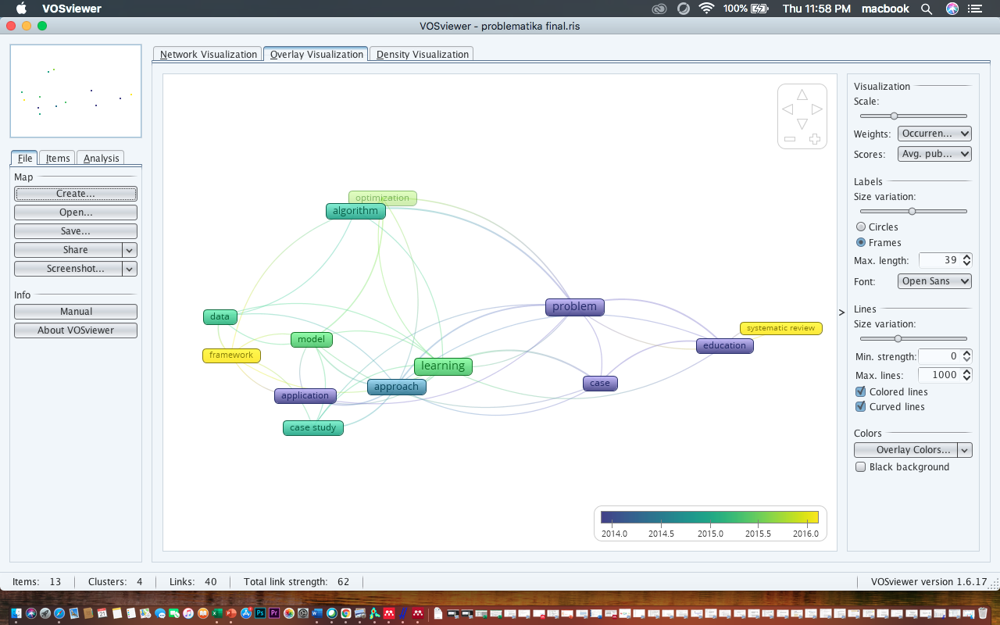 VOSviewer
100%
Thu 11:58 PM
macbook
VOSviewer - problematika final.ris
Network Visualization
Overlay Visualization
Density Visualization
File
Items
Analysis
Map
Create...
Open...
Save...
Share
Screenshot...
Info
Manual
About VOSviewer
optimization
algorithm
problem
data
systematic review
model
education
framework
learning
case
approach
application
case study
2014.0
2014.5
2015.0
2015.5
2016.0
Visualization
Scale:
Weights:
Occurren...
Scores:
Avg. pub...
Labels
Size variation:
Circles
Frames
Max. length:
39
Font:
Open Sans
>
Lines
Size variation:
Min. strength:
0
Max. lines:
1000
Colored lines
Curved lines
Colors
Overlay Colors...
Black background
Items: 13
Clusters: 4
Links: 40
Total link strength: 62
VOSviewer version 1.6.17
Ps
Pr